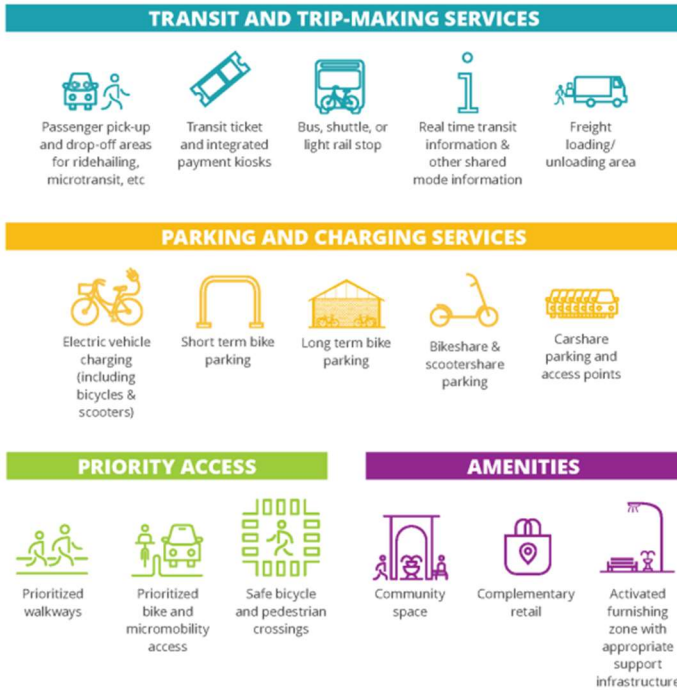 TRANSIT AND TRIP-MAKING SERVICES
Passenger pick-up
and drop-off areas
for ridehailing,
microtransit, etc
Transit ticket
and integrated
payment kiosks
Bus, shuttle, or
light rail stop
Real time transit
information &
other shared
mode information
Freight
loading/
unloading area
PARKING AND CHARGING SERVICES
Electric vehicle
charging
(including
bicycles &
scooters)
Short term bike
parking
Long term bike
parking
Bikeshare &
scootershare
parking
Carshare
parking and
access points
PRIORITY ACCESS
Prioritized
walkways
Prioritized
bike and
micromobility
access
Safe bicycle
and pedestrian
crossings
AMENITIES
Community
space
Complementary
retail
Activated
furnishing
zone with
appropriate
support
infrastructure